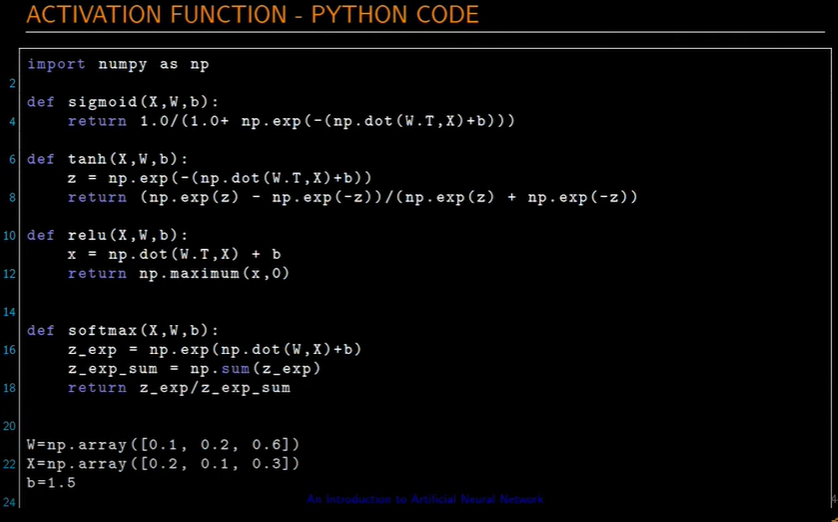 ACTIVATION FUNCTION - PYTHON CODE
import numpy as np
2
def sigmoid(X,W,b):
4     return 1.0/(1.0+ np.exp(-(np.dot(W.T,X)+b)))
6 def tanh(X,W,b):
    z = np.exp(-(np.dot(W.T,X)+b))
8     return (np.exp(z) - np.exp(-z))/(np.exp(z) + np.exp(-z))
10 def relu(X,W,b):
    x = np.dot(W.T,X) + b
12     return np.maximum(x,0)
14
def softmax(X,W,b):
16     z_exp = np.exp(np.dot(W,X)+b)
    z_exp_sum = np.sum(z_exp)
18     return z_exp/z_exp_sum
20
W=np.array([0.1, 0.2, 0.6])
22 X=np.array([0.2, 0.1, 0.3])
b=1.5
24
An Introduction to Artificial Neural Network
4